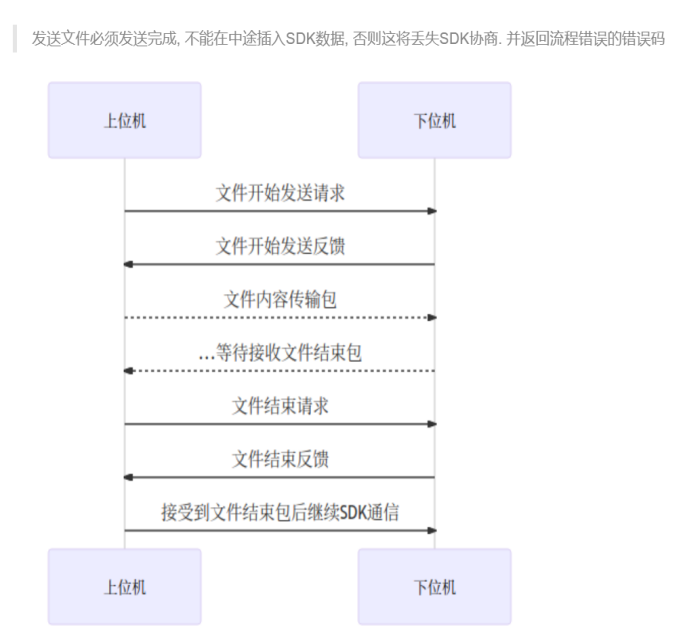 发送文件必须发送完成, 不能在中途插入SDK数据, 否则这将丢失SDK协商. 并返回流程错误的错误码
上位机
下位机
文件开始发送请求
文件开始发送反馈
文件内容传输包
...等待接收文件结束包
文件结束请求
文件结束反馈
接受到文件结束包后继续SDK通信
上位机
下位机